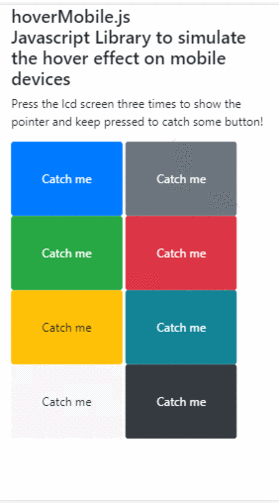 hoverMobile.js
Javascript Library to simulate
the hover effect on mobile
devices
Press the lcd screen three times to show the
pointer and keep pressed to catch some button!
Catch me Catch me
Catch me Catch me
Catch me Catch me
Catch me Catch me